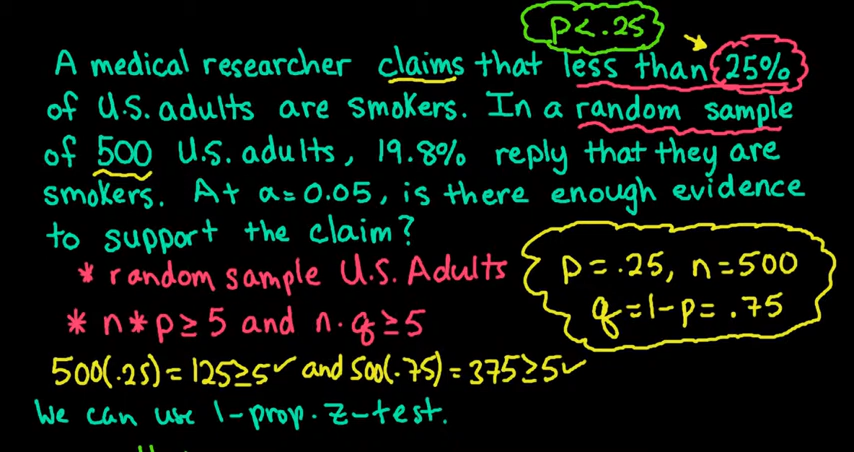 p < .25
A medical researcher claims that less than 25%
of U.S. adults are smokers. In a random sample
of 500 U.S. adults, 19.8% reply that they are
smokers. At a = 0.05, is there enough evidence
to support the claim?
* random sample U.S. Adults
* n * p ≥ 5 and n · q ≥ 5
500(.25) = 125 ≥ 5 ✓ and 500(.75) = 375 ≥ 5 ✓
We can use 1-prop. z-test.
p = .25, n = 500
q = 1 - p = .75